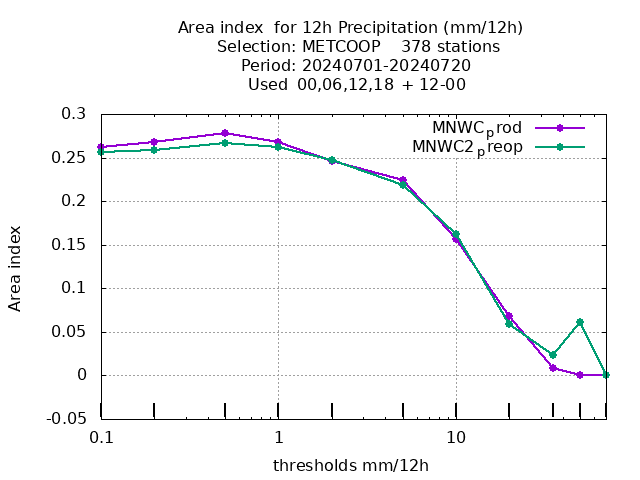 Area index  for 12h Precipitation (mm/12h)
Selection: METCOOP    378 stations
Period: 20240701-20240720
Used  00,06,12,18  + 12-00
MNWCprod
MNWC2preop
0.3
0.25
0.2
0.15
0.1
0.05
0
-0.05
Area index
0.1
1
10
thresholds mm/12h